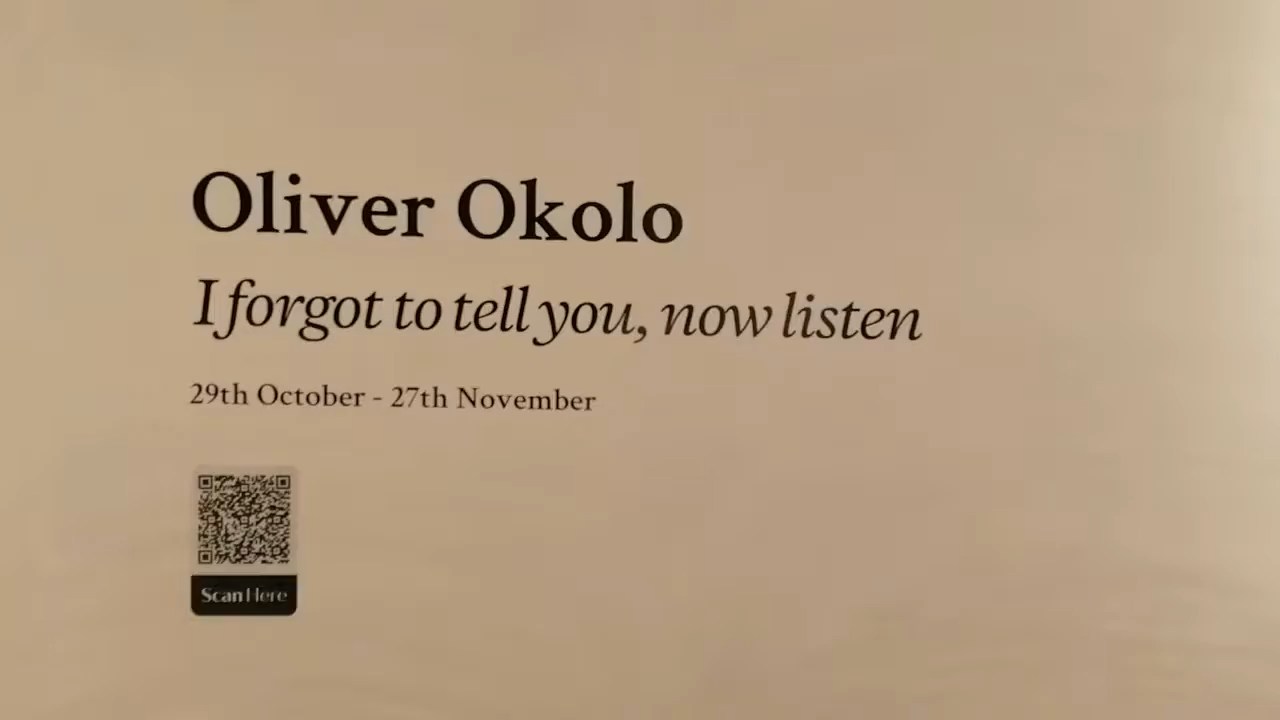 Oliver Okolo
I forgot to tell you, now listen
29th October - 27th November
Scan Here